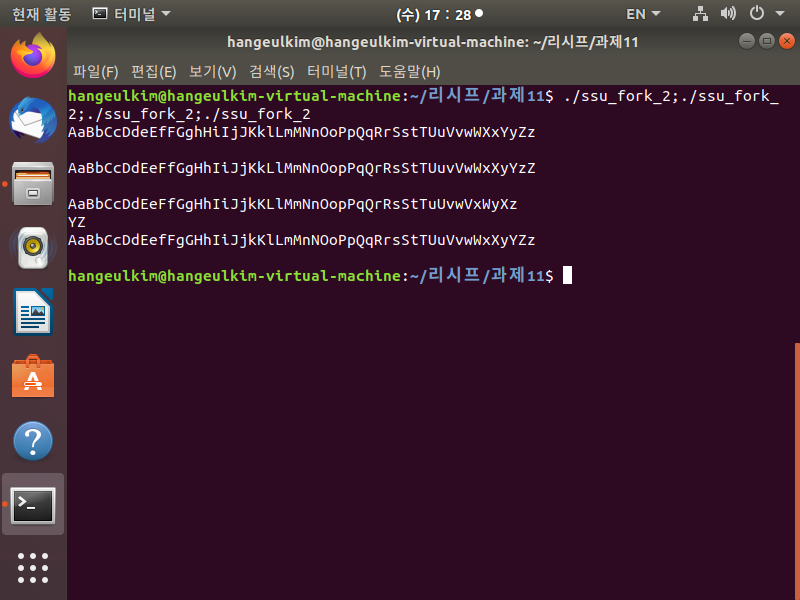 현재 활동 터미널 (수) 17 : 28 EN
hangeulkim@hangeulkim-virtual-machine: ~/리시프/과제11
파일(F) 편집(E) 보기(V) 검색(S) 터미널(T) 도움말(H)
hangeulkim@hangeulkim-virtual-machine:~/리시프/과제11$ ./ssu_fork_2;./ssu_fork_
2;./ssu_fork_2;./ssu_fork_2
AaBbCcDdeEfFGghHiIjJKklLmMNnOoPpQqRrSstTUuVvwWXxYyZz
AaBbCcDdEeFfGgHhIiJjKkLlMmNnOoPpQqRrSsTtUuvVwWxXyYzZ
AaBbCcDdEeFfGgHhIiJjkKLlMmNnOopPqQrRsSTtuUvwVxWyXz
YZ
AaBbCcDdEefFgGHhIiJjkKlLmMnNOoPpQqRrsStTUuVvwWxXyYZz
hangeulkim@hangeulkim-virtual-machine:~/리시프/과제11$